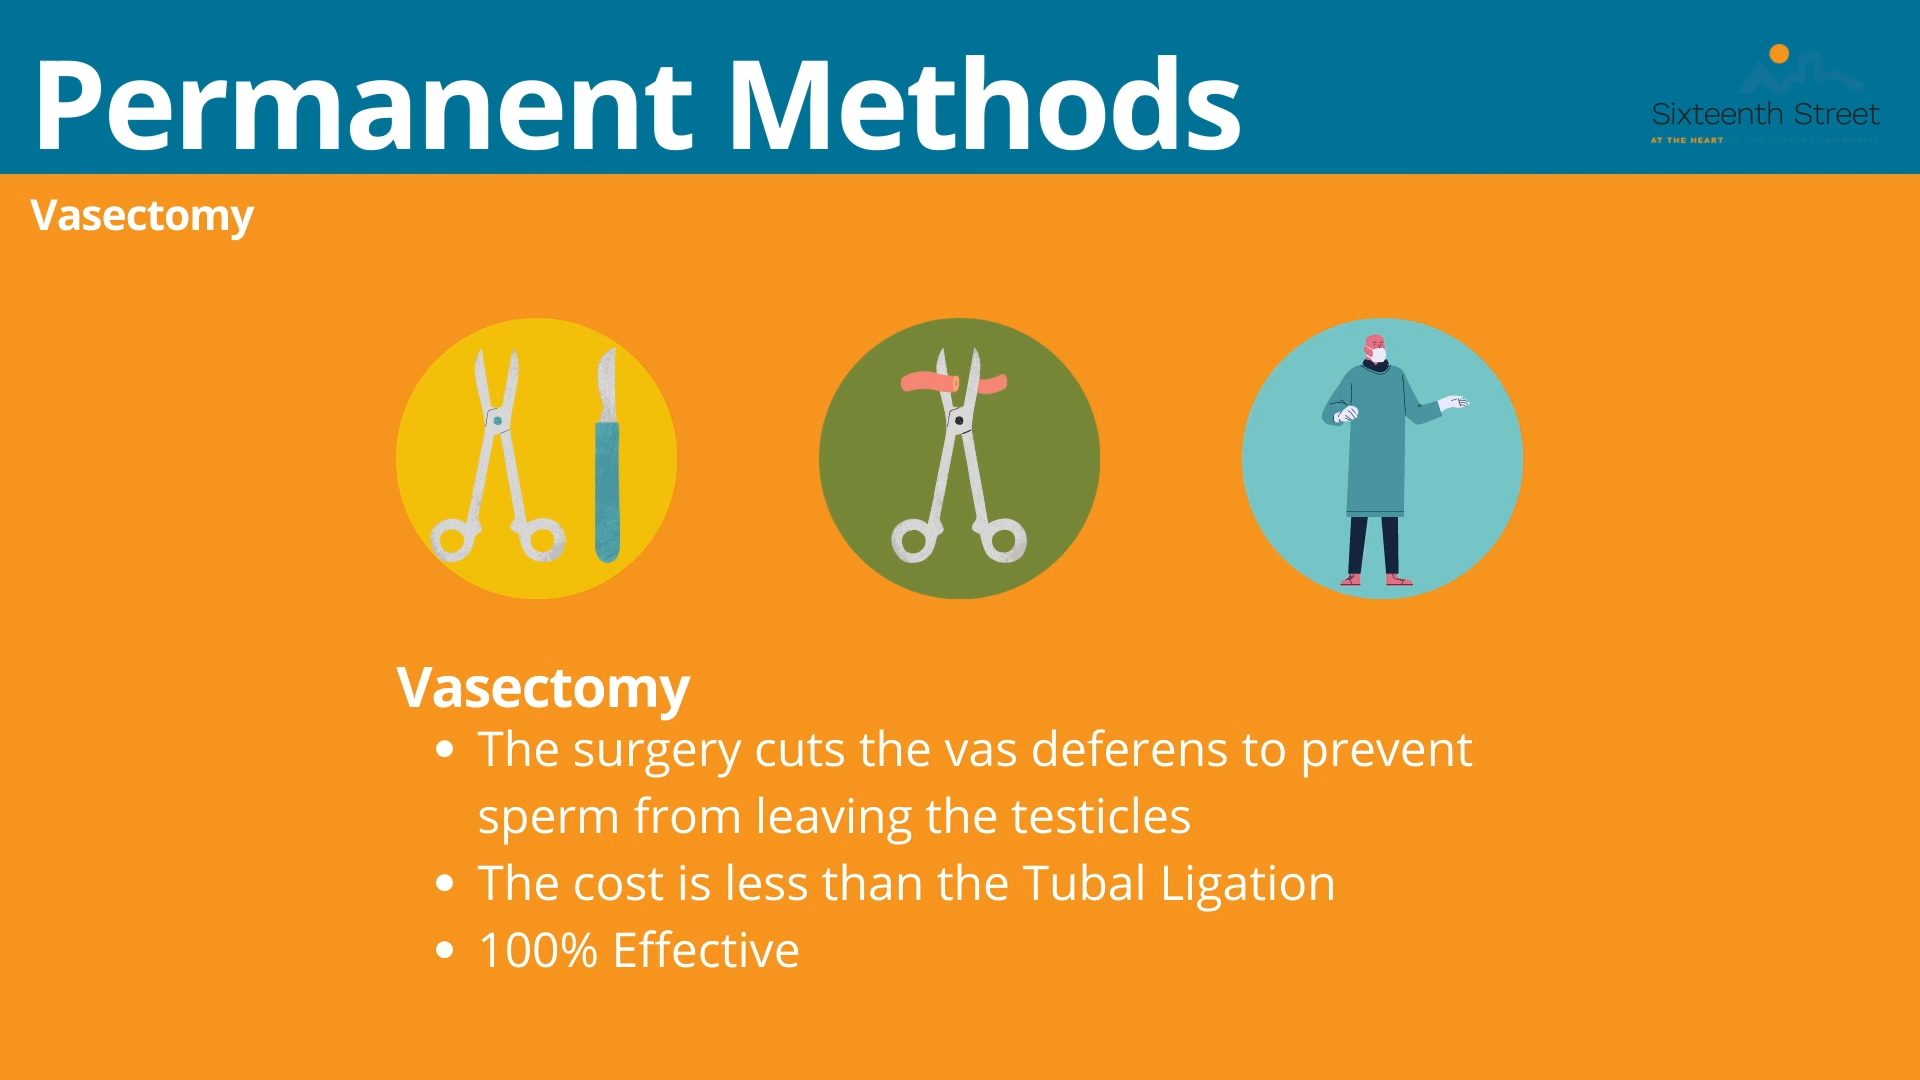 Permanent Methods
Sixteenth Street
AT THE HEART
Vasectomy
Vasectomy
• The surgery cuts the vas deferens to prevent
sperm from leaving the testicles
• The cost is less than the Tubal Ligation
• 100% Effective